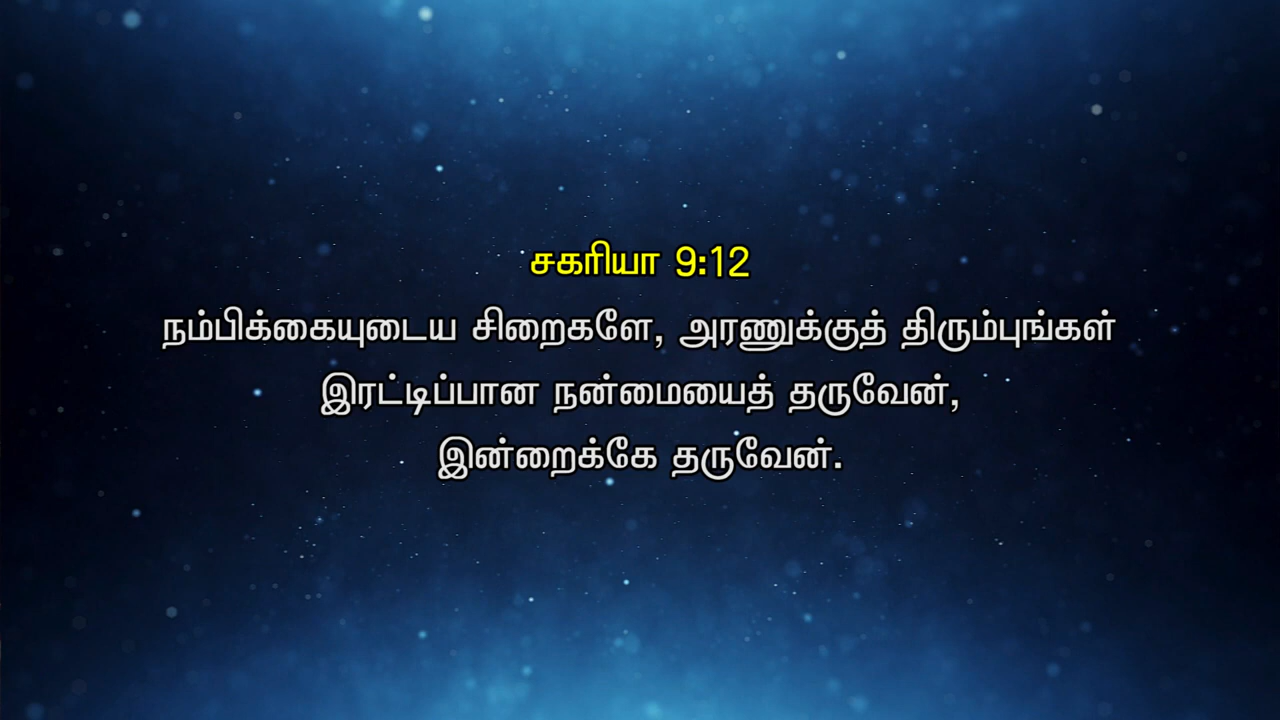 சகரியா 9:12
நம்பிக்கையுடைய சிறைகளே, அரணுக்குத் திரும்புங்கள்
இரட்டிப்பான நன்மையைத் தருவேன்,
இன்றைக்கே தருவேன்.